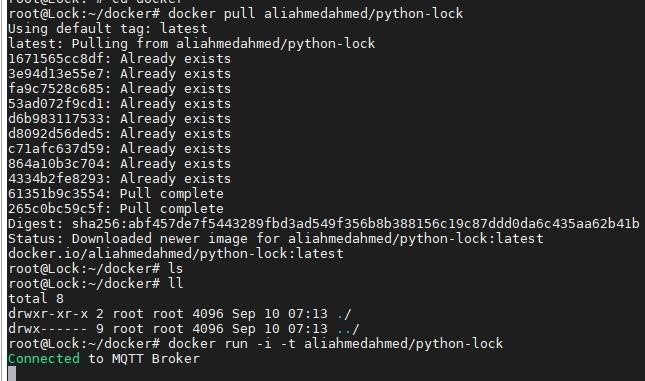 root@Lock:~# cd docker
root@Lock:~/docker# docker pull aliahmedahmed/python-lock
Using default tag: latest
latest: Pulling from aliahmedahmed/python-lock
1671565cc8df: Already exists
3e94d13e55e7: Already exists
fa9c7528c685: Already exists
53ad072f9cd1: Already exists
d6b983117533: Already exists
d8092d56ded5: Already exists
c71afc637d59: Already exists
864a10b3c704: Already exists
4334b2fe8293: Already exists
61351b9c3554: Pull complete
265c0bc59c5f: Pull complete
Digest: sha256:abf457de7f5443289fbd3ad549f356b8b388156c19c87ddd0da6c435aa62b41b
Status: Downloaded newer image for aliahmedahmed/python-lock:latest
docker.io/aliahmedahmed/python-lock:latest
root@Lock:~/docker# ls
root@Lock:~/docker# ll
total 8
drwxr-xr-x 2 root root 4096 Sep 10 07:13 ./
drwx------ 9 root root 4096 Sep 10 07:13 ../
root@Lock:~/docker# docker run -i -t aliahmedahmed/python-lock
Connected to MQTT Broker